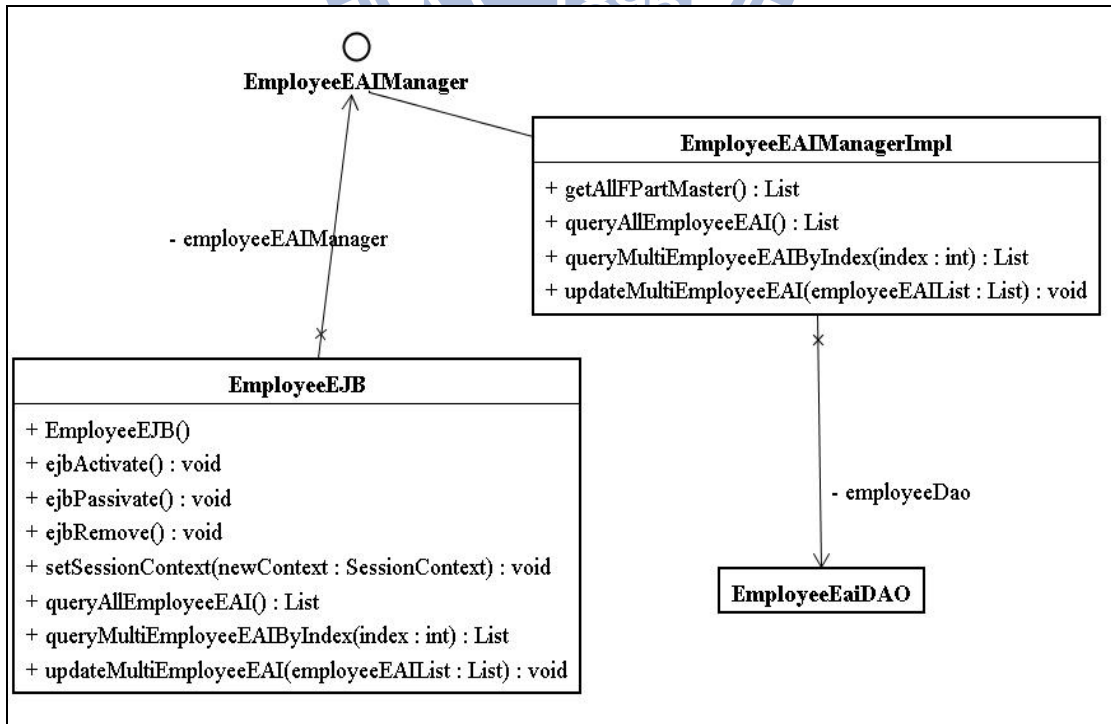 EmployeeEAIManager
EmployeeEAIManagerImpl
+ getAllFPartMaster() : List
+ queryAllEmployeeEAI() : List
+ queryMultiEmployeeEAIByIndex(index : int) : List
+ updateMultiEmployeeEAI(employeeEAIList : List) : void
- employeeEAIManager
EmployeeEJB
+ EmployeeEJB()
+ ejbActivate() : void
+ ejbPassivate() : void
+ ejbRemove() : void
+ setSessionContext(newContext : SessionContext) : void
+ queryAllEmployeeEAI() : List
+ queryMultiEmployeeEAIByIndex(index : int) : List
+ updateMultiEmployeeEAI(employeeEAIList : List) : void
- employeeDao
EmployeeEaiDAO